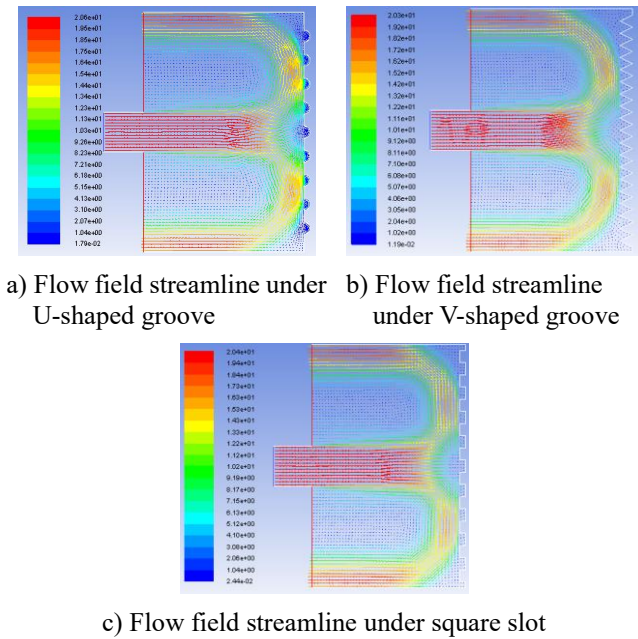 2.06e+01
1.95e+01
1.85e+01
1.75e+01
1.65e+01
1.54e+01
1.44e+01
1.34e+01
1.23e+01
1.13e+01
1.03e+01
9.26e+00
8.23e+00
7.21e+00
6.18e+00
5.15e+00
4.13e+00
3.10e+00
2.07e+00
1.04e+00
1.79e-02
2.03e+01
1.92e+01
1.82e+01
1.72e+01
1.62e+01
1.52e+01
1.42e+01
1.32e+01
1.22e+01
1.11e+01
1.01e+01
9.12e+00
8.11e+00
7.10e+00
6.08e+00
5.07e+00
4.06e+00
3.05e+00
2.04e+00
1.02e+00
1.19e-02
a) Flow field streamline under
U-shaped groove
b) Flow field streamline
under V-shaped groove
2.04e+01
1.94e+01
1.84e+01
1.73e+01
1.63e+01
1.53e+01
1.43e+01
1.33e+01
1.22e+01
1.12e+01
1.02e+01
9.19e+00
8.17e+00
7.15e+00
6.13e+00
5.12e+00
4.10e+00
3.08e+00
2.06e+00
1.04e+00
2.44e-02
c) Flow field streamline under square slot